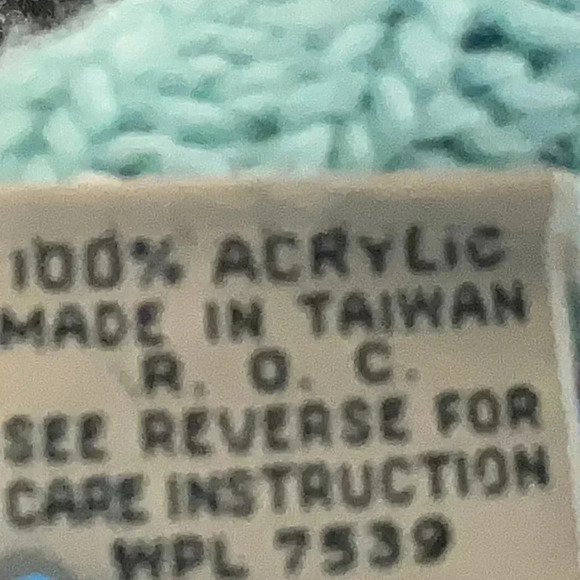 100% ACRYLIC
MADE IN TAIWAN
R. O. C.
SEE REVERSE FOR
CARE INSTRUCTION
WPL 7539